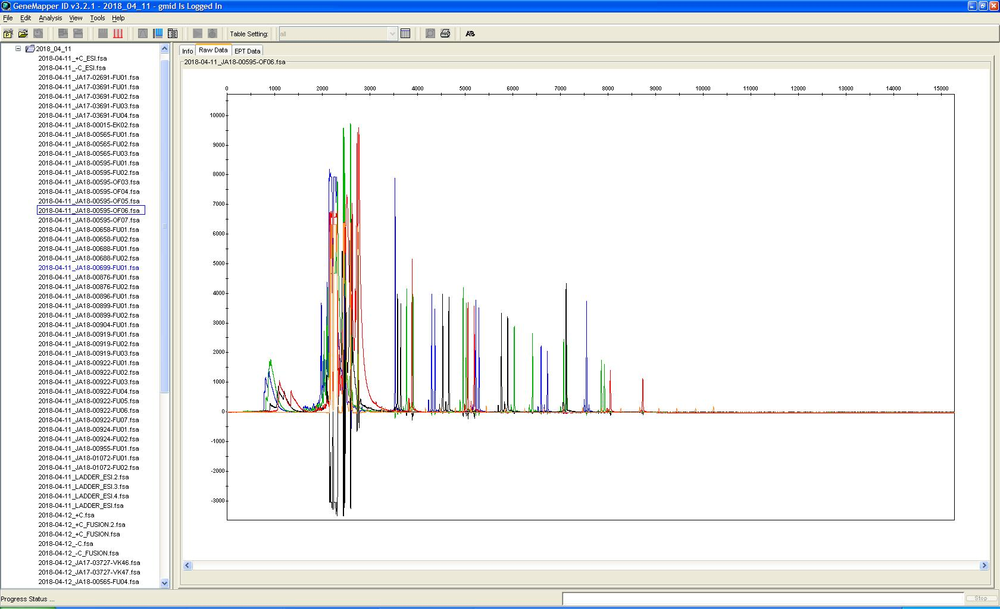 GeneMapper ID v3.2.1 - 2018_04_11 - gmid Is Logged In
File Edit Analysis View Tools Help
Table Setting: all
2018_04_11
2018-04-11_+C_ESI.fsa
2018-04-11_-C_ESI.fsa
2018-04-11_JA17-02691-FU01.fsa
2018-04-11_JA17-03691-FU01.fsa
2018-04-11_JA17-03691-FU02.fsa
2018-04-11_JA17-03691-FU03.fsa
2018-04-11_JA17-03691-FU04.fsa
2018-04-11_JA18-00015-EK02.fsa
2018-04-11_JA18-00565-FU01.fsa
2018-04-11_JA18-00565-FU02.fsa
2018-04-11_JA18-00565-FU03.fsa
2018-04-11_JA18-00595-FU01.fsa
2018-04-11_JA18-00595-FU02.fsa
2018-04-11_JA18-00595-OF03.fsa
2018-04-11_JA18-00595-OF04.fsa
2018-04-11_JA18-00595-OF05.fsa
2018-04-11_JA18-00595-OF06.fsa
2018-04-11_JA18-00595-OF07.fsa
2018-04-11_JA18-00658-FU01.fsa
2018-04-11_JA18-00658-FU02.fsa
2018-04-11_JA18-00688-FU01.fsa
2018-04-11_JA18-00688-FU02.fsa
2018-04-11_JA18-00699-FU01.fsa
2018-04-11_JA18-00876-FU01.fsa
2018-04-11_JA18-00876-FU02.fsa
2018-04-11_JA18-00896-FU01.fsa
2018-04-11_JA18-00899-FU01.fsa
2018-04-11_JA18-00899-FU02.fsa
2018-04-11_JA18-00904-FU01.fsa
2018-04-11_JA18-00919-FU01.fsa
2018-04-11_JA18-00919-FU02.fsa
2018-04-11_JA18-00919-FU03.fsa
2018-04-11_JA18-00922-FU01.fsa
2018-04-11_JA18-00922-FU02.fsa
2018-04-11_JA18-00922-FU03.fsa
2018-04-11_JA18-00922-FU04.fsa
2018-04-11_JA18-00922-FU05.fsa
2018-04-11_JA18-00922-FU06.fsa
2018-04-11_JA18-00922-FU07.fsa
2018-04-11_JA18-00924-FU01.fsa
2018-04-11_JA18-00924-FU02.fsa
2018-04-11_JA18-00955-FU01.fsa
2018-04-11_JA18-01072-FU01.fsa
2018-04-11_JA18-01072-FU02.fsa
2018-04-11_LADDER_ESI.2.fsa
2018-04-11_LADDER_ESI.3.fsa
2018-04-11_LADDER_ESI.4.fsa
2018-04-11_LADDER_ESI.fsa
2018-04-12_+C.fsa
2018-04-12_+C_FUSION.2.fsa
2018-04-12_+C_FUSION.fsa
2018-04-12_-C.fsa
2018-04-12_-C_FUSION.fsa
2018-04-12_JA17-03727-VK46.fsa
2018-04-12_JA17-03727-VK47.fsa
2018-04-12_JA18-00565-FU04.fsa
Info Raw Data EPT Data
2018-04-11_JA18-00595-OF06.fsa
0 1000 2000 3000 4000 5000 6000 7000 8000 9000 10000 11000 12000 13000 14000 15000
10000
9000
8000
7000
6000
5000
4000
3000
2000
1000
0
-1000
-2000
-3000
Progress Status ...
Stop